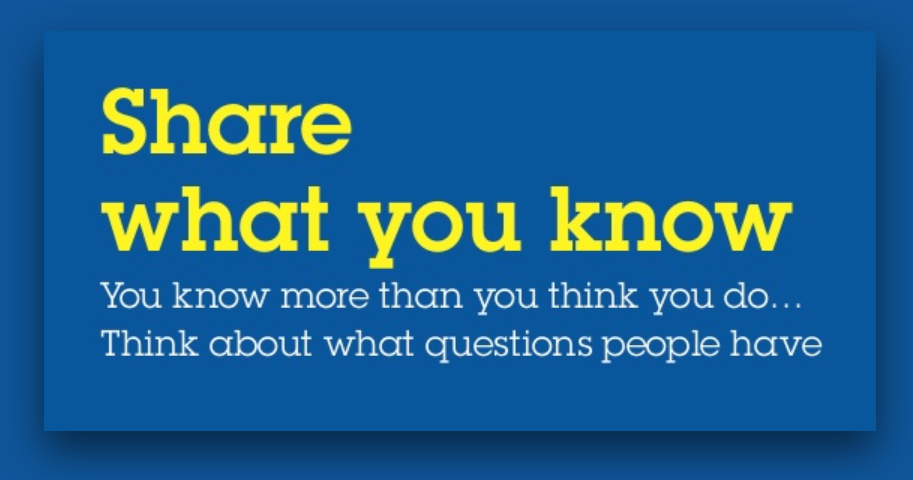 Share
what you know
You know more than you think you do...
Think about what questions people have